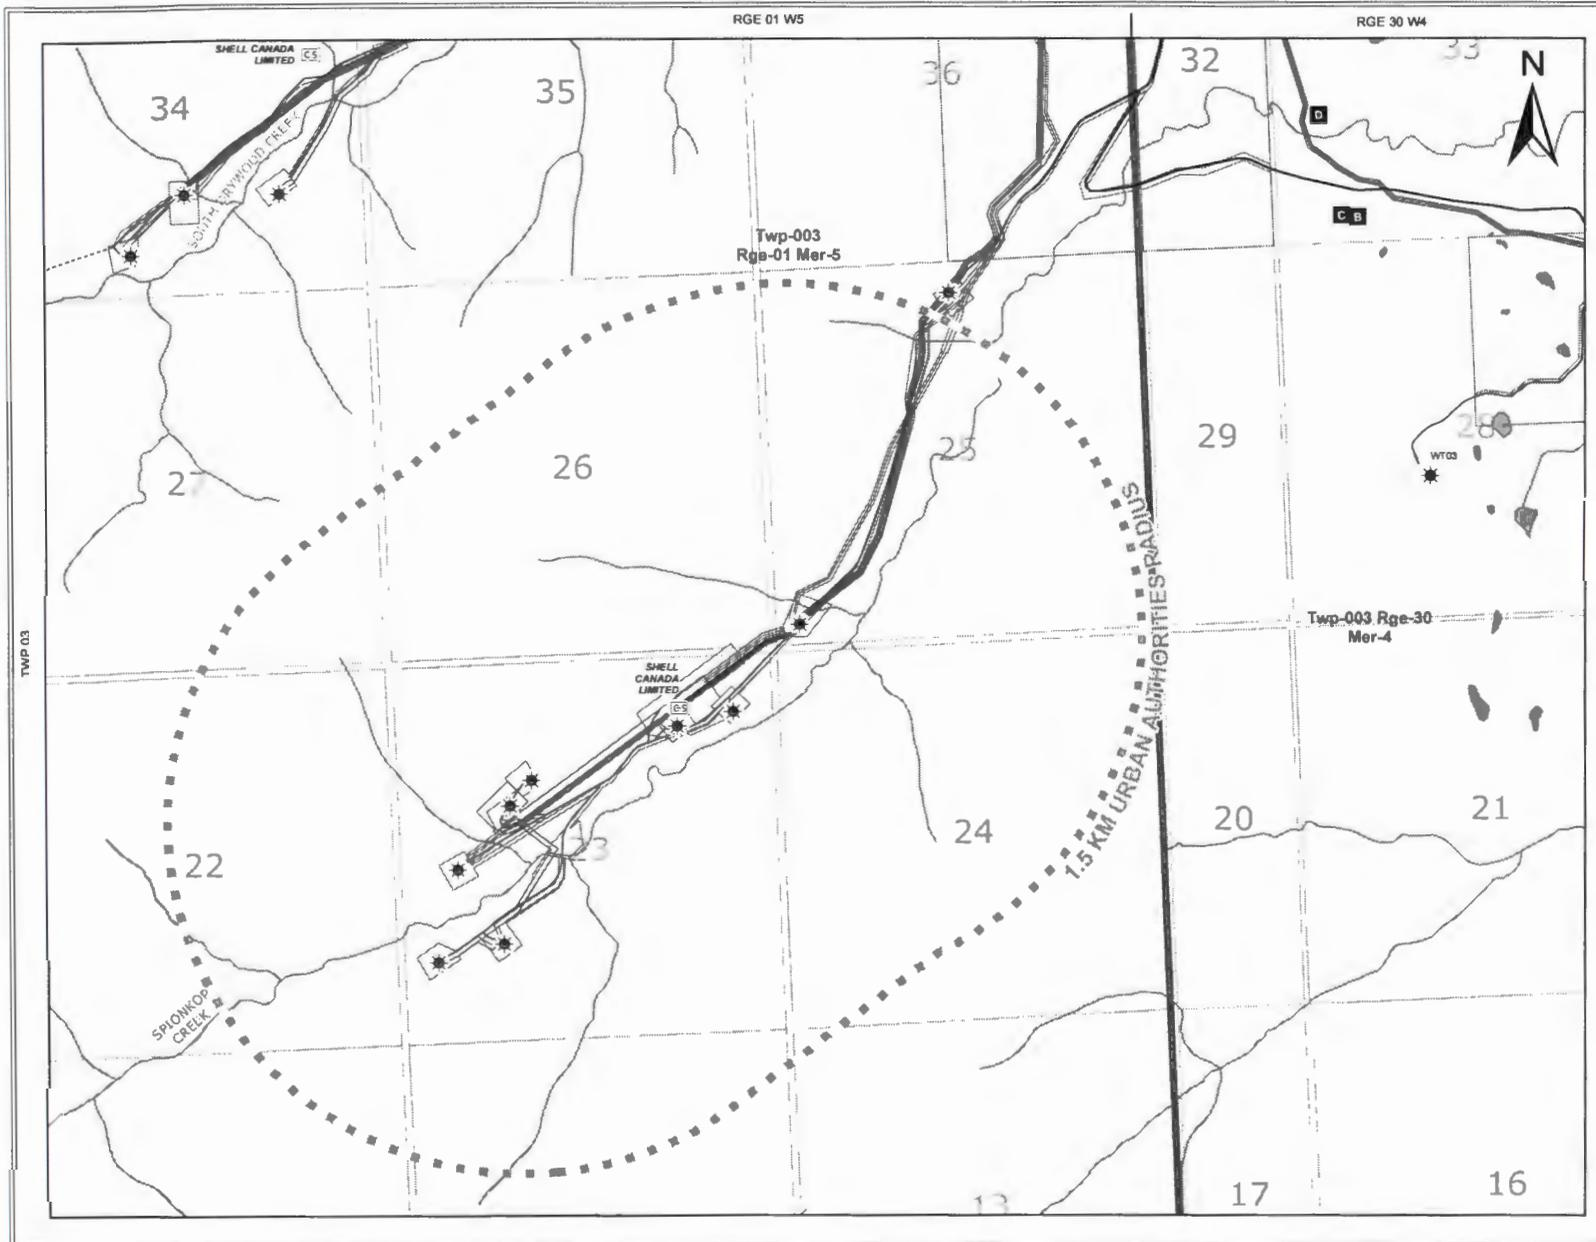 RGE 01 W5
RGE 30 W4
SHELL CANADA
LIMITED
C5
34
35
36
32
33
N
D
SOUTH DRYWOOD CREEK
C B
Twp-003
Rge-01 Mer-5
27
26
25
29
28
WT03
TWP 03
Twp-003 Rge-30
Mer-4
1.5 KM URBAN AUTHORITIES RADIUS
SHELL
CANADA
LIMITED
C5
22
23
24
20
21
SPIONKOP
CREEK
13
17
16